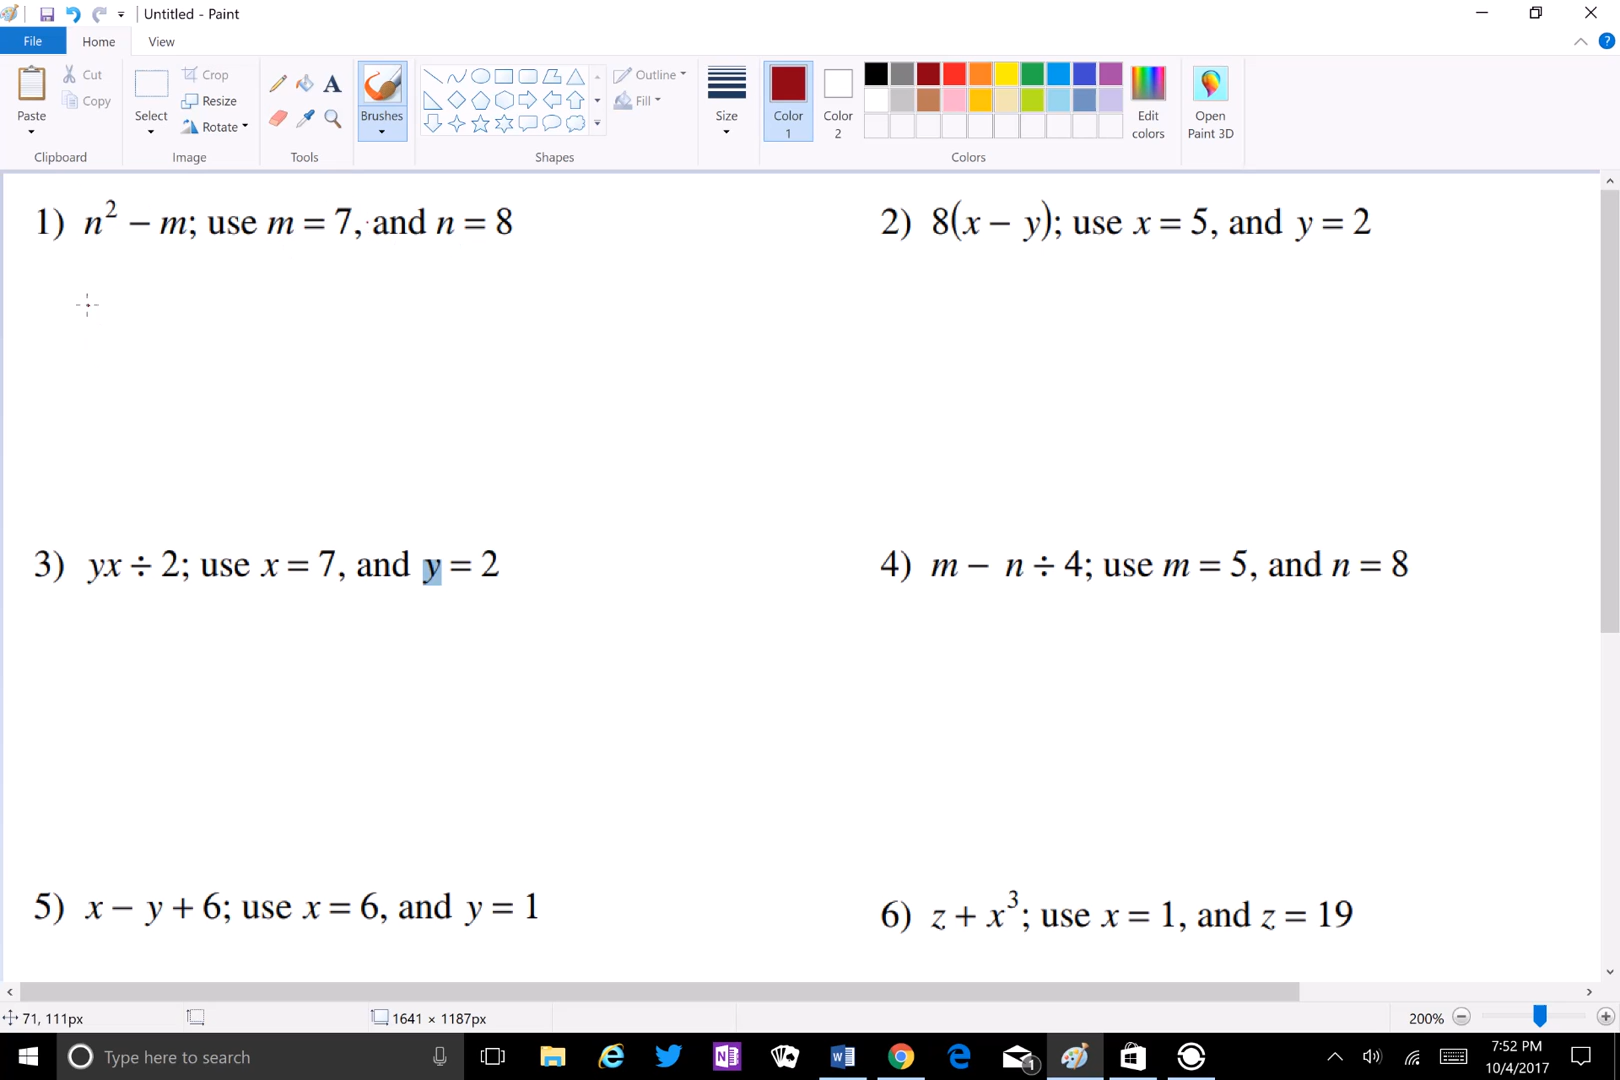 Untitled - Paint
File
Home
View
Paste
Cut
Copy
Clipboard
Select
Crop
Resize
Rotate
Image
A
Tools
Brushes
Outline
Fill
Shapes
Size
Color 1
Color 2
Edit colors
Open Paint 3D
Colors
1) n² − m; use m = 7, and n = 8
2) 8(x − y); use x = 5, and y = 2
3) yx ÷ 2; use x = 7, and y = 2
4) m − n ÷ 4; use m = 5, and n = 8
5) x − y + 6; use x = 6, and y = 1
6) z + x³; use x = 1, and z = 19
71, 111px
1641 × 1187px
200%
Type here to search
1
7:52 PM
10/4/2017